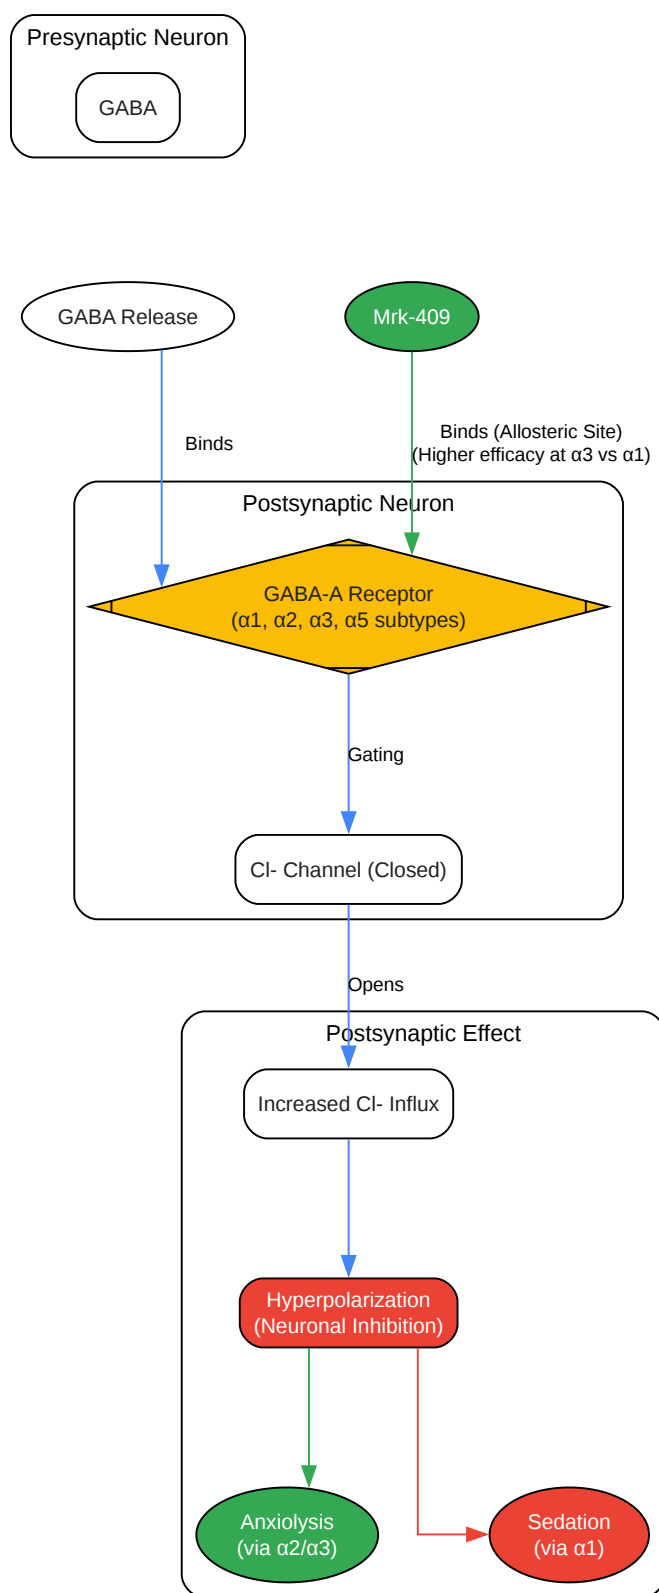 Presynaptic Neuron
GABA
GABA Release
Mrk-409
Binds
Binds (Allosteric Site)
(Higher efficacy at α3 vs α1)
Postsynaptic Neuron
GABA-A Receptor
(α1, α2, α3, α5 subtypes)
Gating
Cl- Channel (Closed)
Opens
Postsynaptic Effect
Increased Cl- Influx
Hyperpolarization
(Neuronal Inhibition)
Anxiolysis
(via α2/α3)
Sedation
(via α1)